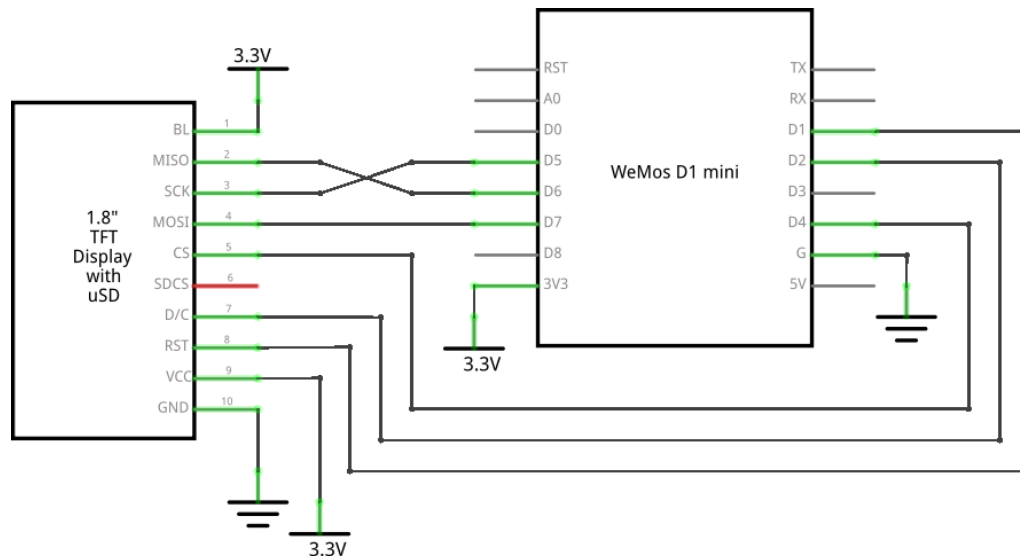 3.3V
BL 1
MISO 2
SCK 3
MOSI 4
CS 5
SDCS 6
D/C 7
RST 8
VCC 9
GND 10
1.8"
TFT
Display
with
uSD
3.3V
RST
A0
D0
D5
D6
D7
D8
3V3
3.3V
WeMos D1 mini
TX
RX
D1
D2
D3
D4
G
5V